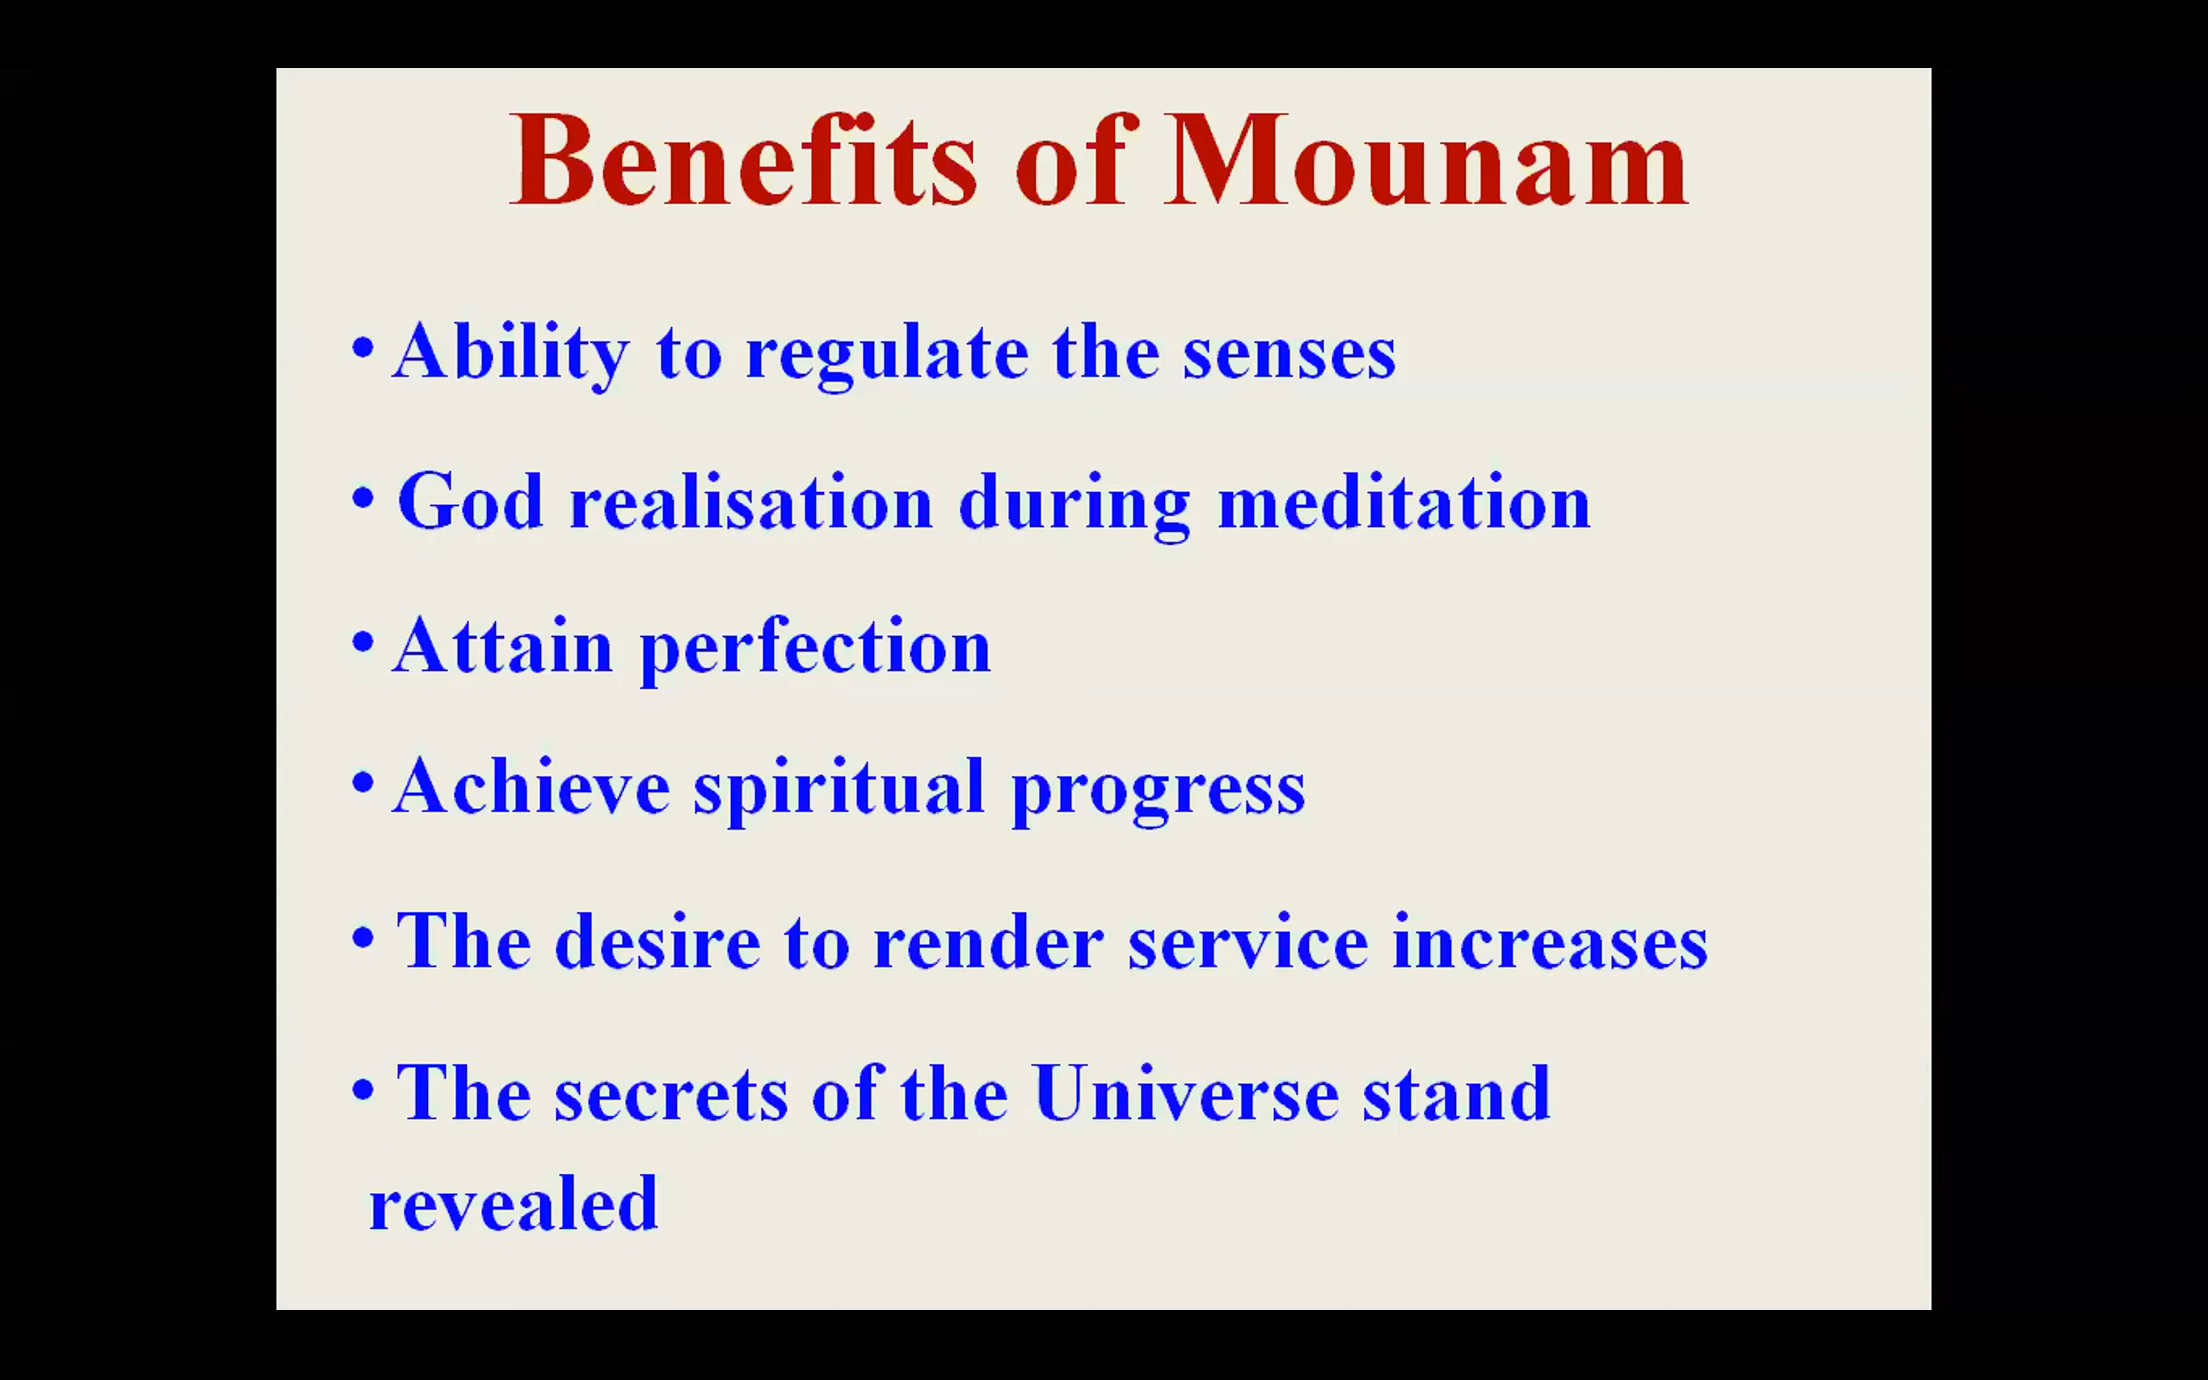 Benefits of Mounam
• Ability to regulate the senses
• God realisation during meditation
• Attain perfection
• Achieve spiritual progress
• The desire to render service increases
• The secrets of the Universe stand
revealed